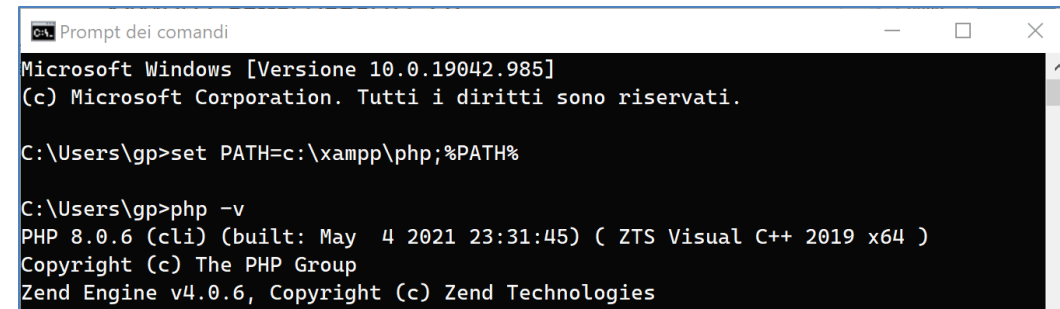 Prompt dei comandi
Microsoft Windows [Versione 10.0.19042.985]
(c) Microsoft Corporation. Tutti i diritti sono riservati.
C:\Users\gp>set PATH=c:\xampp\php;%PATH%
C:\Users\gp>php -v
PHP 8.0.6 (cli) (built: May  4 2021 23:31:45) ( ZTS Visual C++ 2019 x64 )
Copyright (c) The PHP Group
Zend Engine v4.0.6, Copyright (c) Zend Technologies